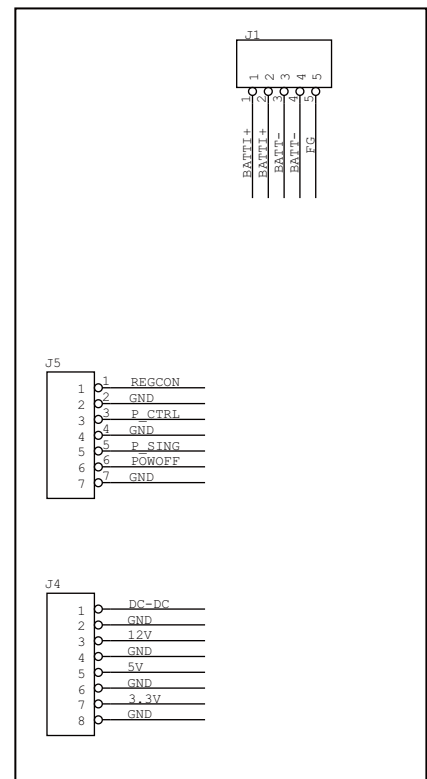 J1
1 2 3 4 5
1 2 3 4 5
BATTI+
BATTI+
BATT-
BATT-
FG
J5
1 1 REGCON
2 2 GND
3 3 P_CTRL
4 4 GND
5 5 P_SING
6 6 POWOFF
7 7 GND
J4
1 DC-DC
2 GND
3 12V
4 GND
5 5V
6 GND
7 3.3V
8 GND